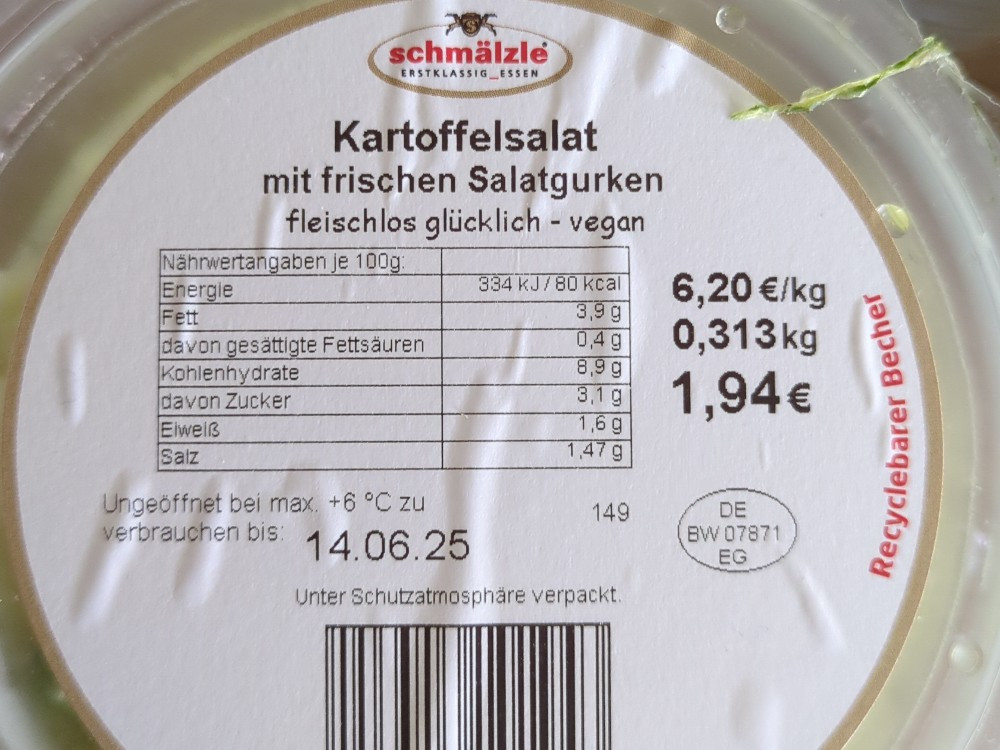 schmälzle
ERSTKLASSIG_ESSEN
Kartoffelsalat
mit frischen Salatgurken
fleischlos glücklich - vegan
Nährwertangaben je 100g:
Energie 334 kJ / 80 kcal
Fett 3,9 g
davon gesättigte Fettsäuren 0,4 g
Kohlenhydrate 8,9 g
davon Zucker 3,1 g
Eiweiß 1,6 g
Salz 1,47 g
6,20 €/kg
0,313 kg
1,94 €
Recyclebarer Becher
Ungeöffnet bei max. +6 °C zu
verbrauchen bis: 14.06.25
149
DE
BW 07871
EG
Unter Schutzatmosphäre verpackt.